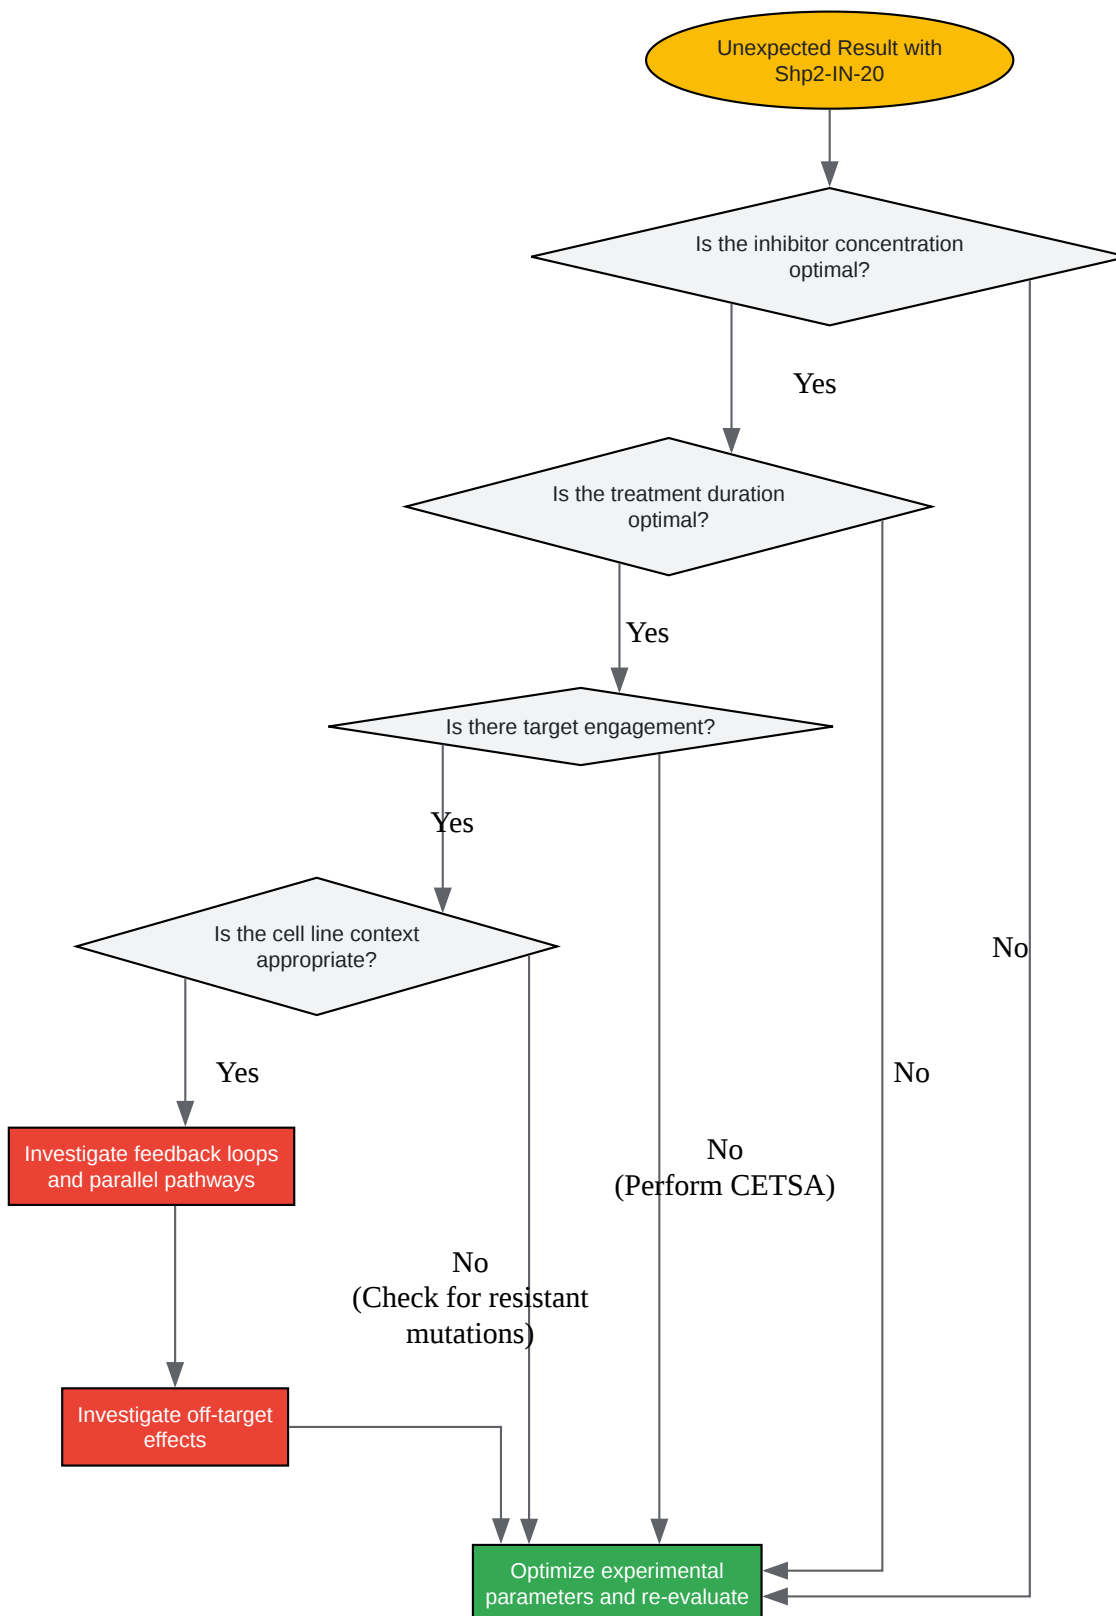 Unexpected Result with
Shp2-IN-20
Is the inhibitor concentration
optimal?
Yes
Is the treatment duration
optimal?
Yes
Is there target engagement?
Yes
Is the cell line context
appropriate?
No
Yes
No
Investigate feedback loops
and parallel pathways
No
(Perform CETSA)
No
(Check for resistant
mutations)
Investigate off-target
effects
Optimize experimental
parameters and re-evaluate